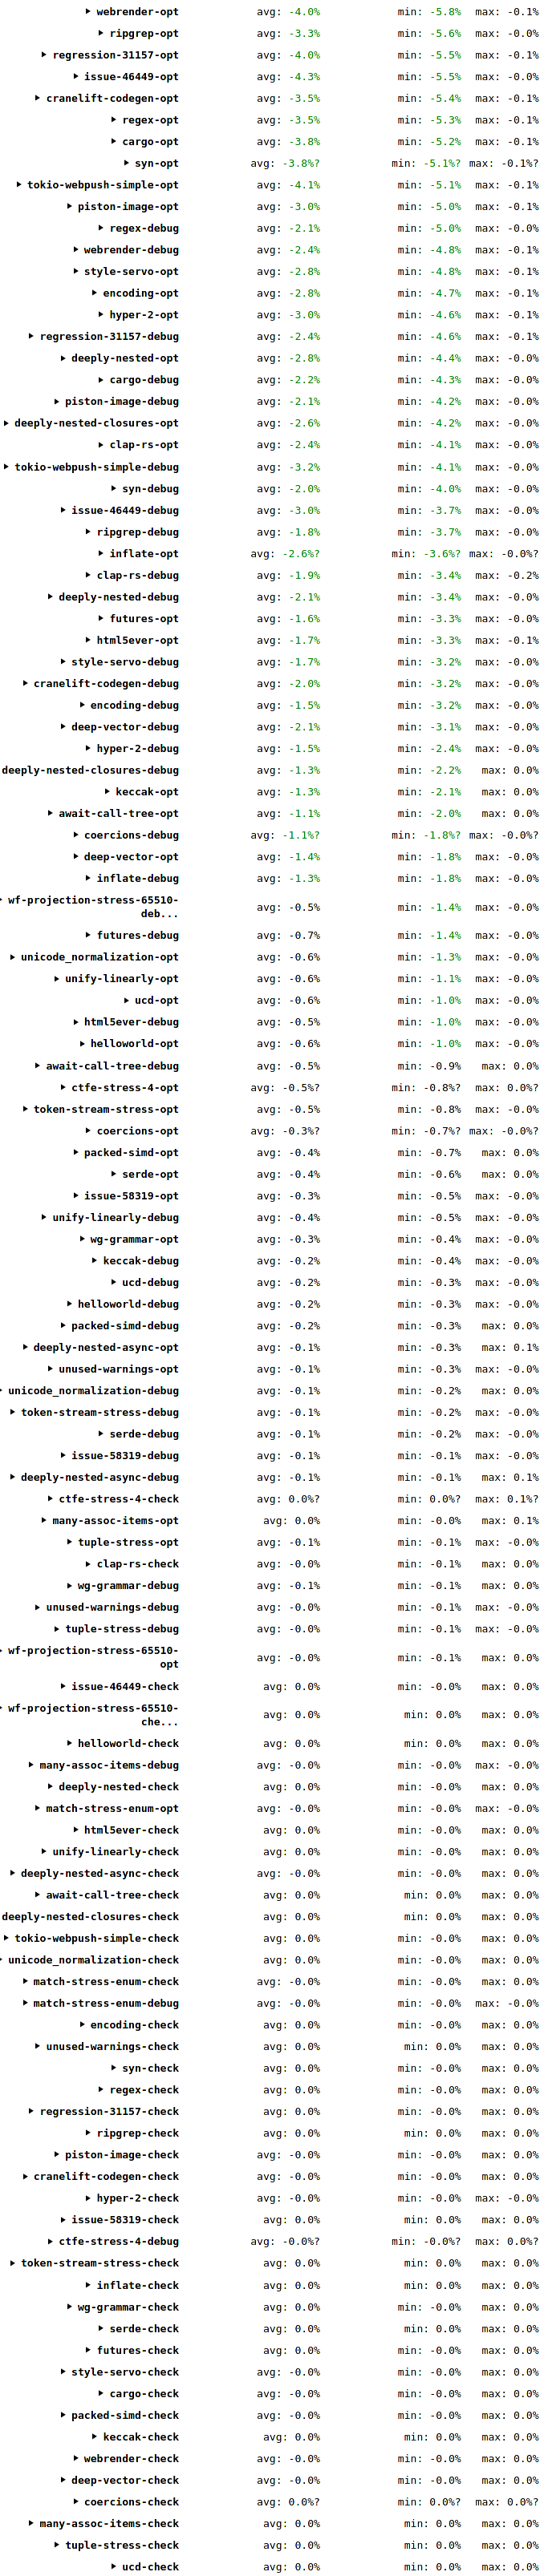 webrender-opt avg: -4.0% min: -5.8% max: -0.1%
ripgrep-opt avg: -3.3% min: -5.6% max: -0.0%
regression-31157-opt avg: -4.0% min: -5.5% max: -0.1%
issue-46449-opt avg: -4.3% min: -5.5% max: -0.0%
cranelift-codegen-opt avg: -3.5% min: -5.4% max: -0.1%
regex-opt avg: -3.5% min: -5.3% max: -0.1%
cargo-opt avg: -3.8% min: -5.2% max: -0.1%
syn-opt avg: -3.8%? min: -5.1%? max: -0.1%?
tokio-webpush-simple-opt avg: -4.1% min: -5.1% max: -0.1%
piston-image-opt avg: -3.0% min: -5.0% max: -0.1%
regex-debug avg: -2.1% min: -5.0% max: -0.0%
webrender-debug avg: -2.4% min: -4.8% max: -0.1%
style-servo-opt avg: -2.8% min: -4.8% max: -0.1%
encoding-opt avg: -2.8% min: -4.7% max: -0.1%
hyper-2-opt avg: -3.0% min: -4.6% max: -0.1%
regression-31157-debug avg: -2.4% min: -4.6% max: -0.1%
deeply-nested-opt avg: -2.8% min: -4.4% max: -0.0%
cargo-debug avg: -2.2% min: -4.3% max: -0.0%
piston-image-debug avg: -2.1% min: -4.2% max: -0.0%
deeply-nested-closures-opt avg: -2.6% min: -4.2% max: -0.0%
clap-rs-opt avg: -2.4% min: -4.1% max: -0.0%
tokio-webpush-simple-debug avg: -3.2% min: -4.1% max: -0.0%
syn-debug avg: -2.0% min: -4.0% max: -0.0%
issue-46449-debug avg: -3.0% min: -3.7% max: -0.0%
ripgrep-debug avg: -1.8% min: -3.7% max: -0.0%
inflate-opt avg: -2.6%? min: -3.6%? max: -0.0%?
clap-rs-debug avg: -1.9% min: -3.4% max: -0.2%
deeply-nested-debug avg: -2.1% min: -3.4% max: -0.0%
futures-opt avg: -1.6% min: -3.3% max: -0.0%
html5ever-opt avg: -1.7% min: -3.3% max: -0.1%
style-servo-debug avg: -1.7% min: -3.2% max: -0.0%
cranelift-codegen-debug avg: -2.0% min: -3.2% max: -0.0%
encoding-debug avg: -1.5% min: -3.2% max: -0.0%
deep-vector-debug avg: -2.1% min: -3.1% max: -0.0%
hyper-2-debug avg: -1.5% min: -2.4% max: -0.0%
deeply-nested-closures-debug avg: -1.3% min: -2.2% max: 0.0%
keccak-opt avg: -1.3% min: -2.1% max: 0.0%
await-call-tree-opt avg: -1.1% min: -2.0% max: 0.0%
coercions-debug avg: -1.1%? min: -1.8%? max: -0.0%?
deep-vector-opt avg: -1.4% min: -1.8% max: -0.0%
inflate-debug avg: -1.3% min: -1.8% max: -0.0%
wf-projection-stress-65510-
deb... avg: -0.5% min: -1.4% max: -0.0%
futures-debug avg: -0.7% min: -1.4% max: -0.0%
unicode_normalization-opt avg: -0.6% min: -1.3% max: -0.0%
unify-linearly-opt avg: -0.6% min: -1.1% max: -0.0%
ucd-opt avg: -0.6% min: -1.0% max: -0.0%
html5ever-debug avg: -0.5% min: -1.0% max: -0.0%
helloworld-opt avg: -0.6% min: -1.0% max: -0.0%
await-call-tree-debug avg: -0.5% min: -0.9% max: 0.0%
ctfe-stress-4-opt avg: -0.5%? min: -0.8%? max: 0.0%?
token-stream-stress-opt avg: -0.5% min: -0.8% max: -0.0%
coercions-opt avg: -0.3%? min: -0.7%? max: -0.0%?
packed-simd-opt avg: -0.4% min: -0.7% max: 0.0%
serde-opt avg: -0.4% min: -0.6% max: 0.0%
issue-58319-opt avg: -0.3% min: -0.5% max: -0.0%
unify-linearly-debug avg: -0.4% min: -0.5% max: -0.0%
wg-grammar-opt avg: -0.3% min: -0.4% max: -0.0%
keccak-debug avg: -0.2% min: -0.4% max: -0.0%
ucd-debug avg: -0.2% min: -0.3% max: -0.0%
helloworld-debug avg: -0.2% min: -0.3% max: -0.0%
packed-simd-debug avg: -0.2% min: -0.3% max: 0.0%
deeply-nested-async-opt avg: -0.1% min: -0.3% max: 0.1%
unused-warnings-opt avg: -0.1% min: -0.3% max: -0.0%
unicode_normalization-debug avg: -0.1% min: -0.2% max: 0.0%
token-stream-stress-debug avg: -0.1% min: -0.2% max: -0.0%
serde-debug avg: -0.1% min: -0.2% max: -0.0%
issue-58319-debug avg: -0.1% min: -0.1% max: -0.0%
deeply-nested-async-debug avg: -0.1% min: -0.1% max: 0.1%
ctfe-stress-4-check avg: 0.0%? min: 0.0%? max: 0.1%?
many-assoc-items-opt avg: 0.0% min: -0.0% max: 0.1%
tuple-stress-opt avg: -0.1% min: -0.1% max: -0.0%
clap-rs-check avg: -0.0% min: -0.1% max: 0.0%
wg-grammar-debug avg: -0.1% min: -0.1% max: 0.0%
unused-warnings-debug avg: -0.0% min: -0.1% max: -0.0%
tuple-stress-debug avg: -0.0% min: -0.1% max: -0.0%
wf-projection-stress-65510-
opt avg: -0.0% min: -0.1% max: 0.0%
issue-46449-check avg: 0.0% min: -0.0% max: 0.0%
wf-projection-stress-65510-
che... avg: 0.0% min: 0.0% max: 0.0%
helloworld-check avg: 0.0% min: 0.0% max: 0.0%
many-assoc-items-debug avg: -0.0% min: -0.0% max: -0.0%
deeply-nested-check avg: 0.0% min: -0.0% max: 0.0%
match-stress-enum-opt avg: -0.0% min: -0.0% max: -0.0%
html5ever-check avg: 0.0% min: -0.0% max: 0.0%
unify-linearly-check avg: 0.0% min: -0.0% max: 0.0%
deeply-nested-async-check avg: -0.0% min: -0.0% max: 0.0%
await-call-tree-check avg: 0.0% min: 0.0% max: 0.0%
deeply-nested-closures-check avg: 0.0% min: 0.0% max: 0.0%
tokio-webpush-simple-check avg: 0.0% min: -0.0% max: 0.0%
unicode_normalization-check avg: 0.0% min: -0.0% max: 0.0%
match-stress-enum-check avg: -0.0% min: -0.0% max: 0.0%
match-stress-enum-debug avg: -0.0% min: -0.0% max: -0.0%
encoding-check avg: 0.0% min: -0.0% max: 0.0%
unused-warnings-check avg: 0.0% min: 0.0% max: 0.0%
syn-check avg: 0.0% min: -0.0% max: 0.0%
regex-check avg: 0.0% min: -0.0% max: 0.0%
regression-31157-check avg: 0.0% min: -0.0% max: 0.0%
ripgrep-check avg: 0.0% min: 0.0% max: 0.0%
piston-image-check avg: -0.0% min: -0.0% max: 0.0%
cranelift-codegen-check avg: -0.0% min: -0.0% max: 0.0%
hyper-2-check avg: -0.0% min: -0.0% max: -0.0%
issue-58319-check avg: 0.0% min: 0.0% max: 0.0%
ctfe-stress-4-debug avg: -0.0%? min: -0.0%? max: 0.0%?
token-stream-stress-check avg: 0.0% min: 0.0% max: 0.0%
inflate-check avg: 0.0% min: 0.0% max: 0.0%
wg-grammar-check avg: 0.0% min: -0.0% max: 0.0%
serde-check avg: 0.0% min: 0.0% max: 0.0%
futures-check avg: 0.0% min: -0.0% max: 0.0%
style-servo-check avg: -0.0% min: -0.0% max: 0.0%
cargo-check avg: -0.0% min: -0.0% max: 0.0%
packed-simd-check avg: -0.0% min: -0.0% max: 0.0%
keccak-check avg: 0.0% min: 0.0% max: 0.0%
webrender-check avg: -0.0% min: -0.0% max: 0.0%
deep-vector-check avg: -0.0% min: -0.0% max: 0.0%
coercions-check avg: 0.0%? min: 0.0%? max: 0.0%?
many-assoc-items-check avg: 0.0% min: 0.0% max: 0.0%
tuple-stress-check avg: 0.0% min: 0.0% max: 0.0%
ucd-check avg: 0.0% min: 0.0% max: 0.0%